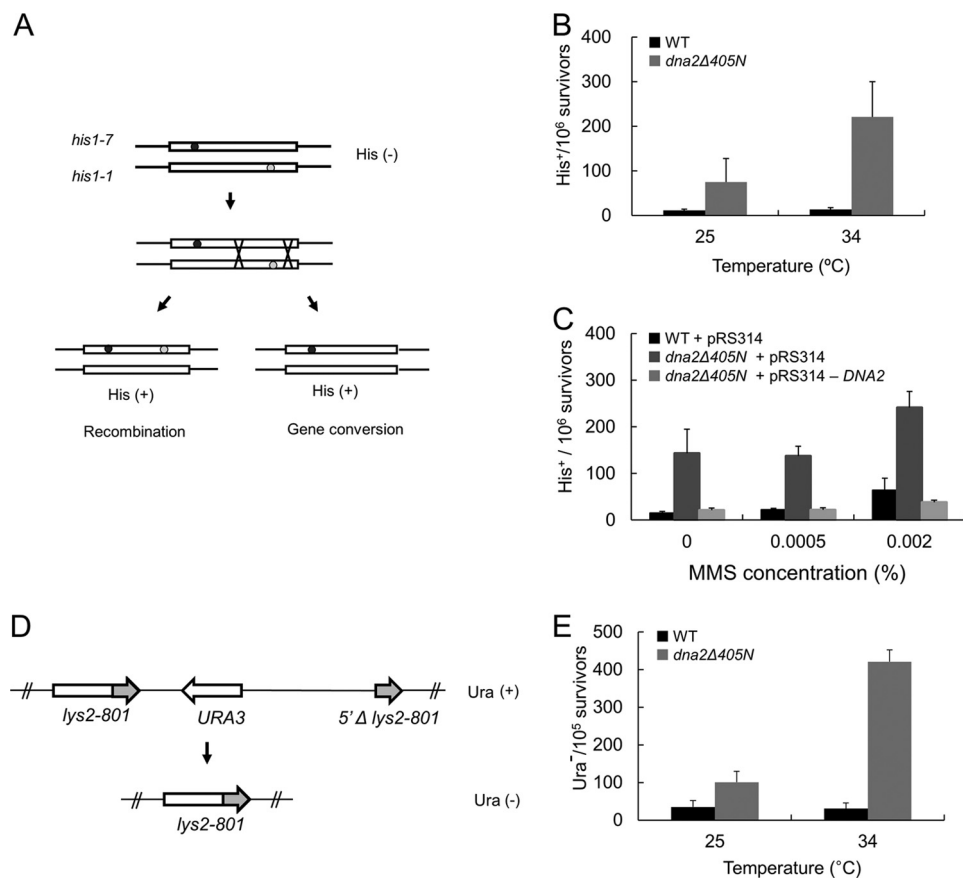 A
his1-7
his1-1
His (-)
His (+)
His (+)
Recombination
Gene conversion
B
400
300
200
100
0
His⁺/10⁶ survivors
WT
dna2Δ405N
25
34
Temperature (ºC)
C
400
300
200
100
0
His⁺ / 10⁶ survivors
WT + pRS314
dna2Δ405N + pRS314
dna2Δ405N + pRS314 – DNA2
0
0.0005
0.002
MMS concentration (%)
D
Ura (+)
lys2-801
URA3
5' Δ lys2-801
Ura (-)
lys2-801
E
500
400
300
200
100
0
Ura⁻/10⁵ survivors
WT
dna2Δ405N
25
34
Temperature (°C)